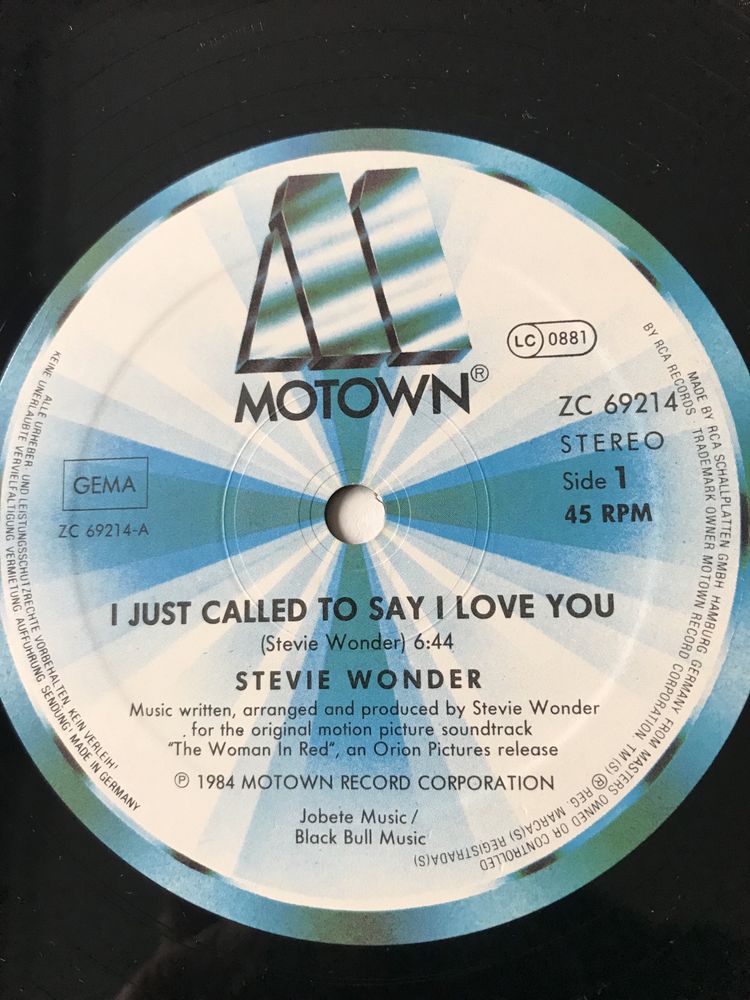 MOTOWN®
LC 0881
ZC 69214
STEREO
Side 1
45 RPM
GEMA
ZC 69214-A
I JUST CALLED TO SAY I LOVE YOU
(Stevie Wonder) 6:44
STEVIE WONDER
Music written, arranged and produced by Stevie Wonder
for the original motion picture soundtrack
"The Woman In Red", an Orion Pictures release
℗ 1984 MOTOWN RECORD CORPORATION
Jobete Music /
Black Bull Music
ALLE URHEBER- UND LEISTUNGSSCHUTZRECHTE VORBEHALTEN. KEIN VERLEIH!
KEINE UNERLAUBTE VERVIELFÄLTIGUNG, VERMIETUNG, AUFFÜHRUNG, SENDUNG! MADE IN GERMANY
MADE BY RCA SCHALLPLATTEN GMBH HAMBURG GERMANY FROM MASTERS OWNED OR CONTROLLED
BY RCA RECORDS · TRADEMARK OWNER MOTOWN RECORD CORPORATION. TM(S) ® REG. MARCA(S) REGISTRADA(S)